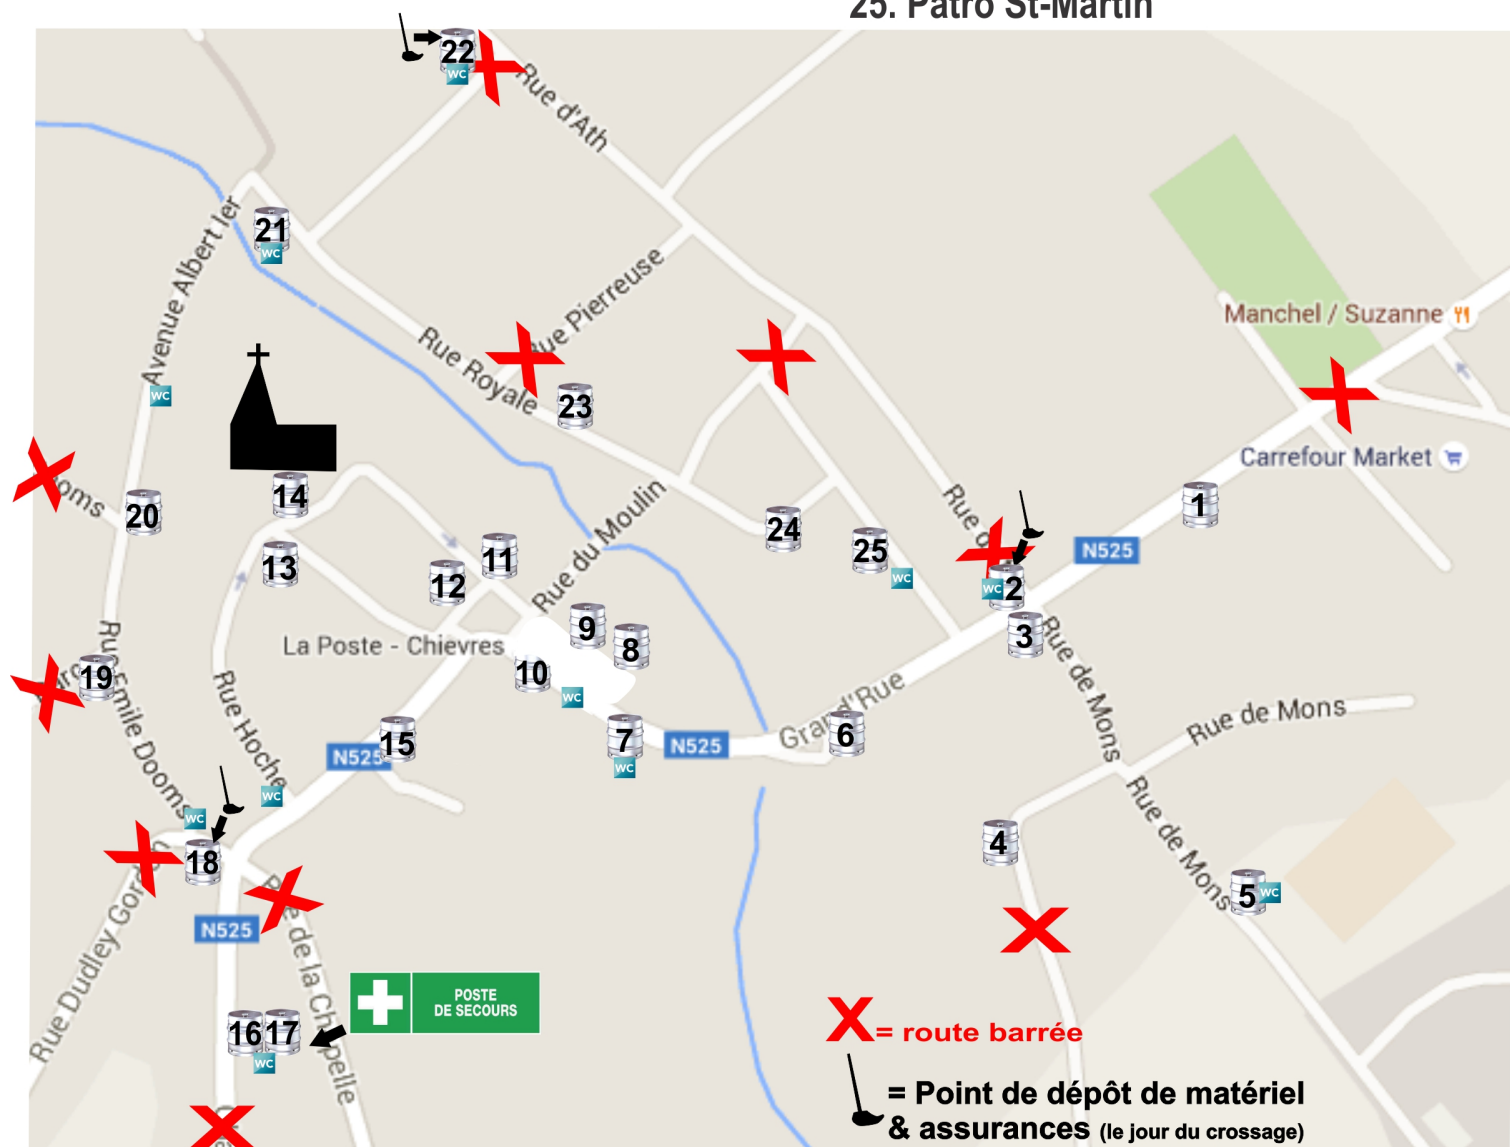 25. Patro St-Martin
22
WC
Rue d'Ath
21
WC
Avenue Albert Ier
Rue Pierreuse
Manchel / Suzanne
Rue Royale
WC
23
Carrefour Market
ooms
20
14
1
Rue d
24
25
N525
13
12
11
Rue du Moulin
WC
WC
2
9
8
3
La Poste - Chievres
10
WC
Rue de Mons
19
Rue Emile Dooms
Rue Hoche
Grand'Rue
6
Rue de Mons
N525
15
7
N525
WC
WC
WC
18
4
Rue de Mons
5
WC
N525
Rue Dudley Gordon
Rue de la Chapelle
POSTE
DE SECOURS
16
17
WC
X = route barrée
= Point de dépôt de matériel
& assurances (le jour du crossage)